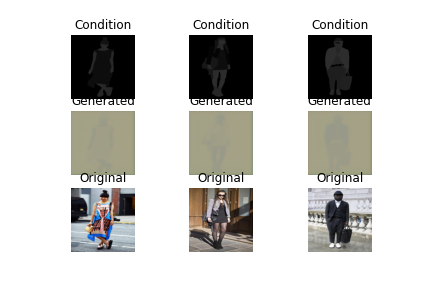 Condition Condition Condition
Generated Generated Generated
Original Original Original